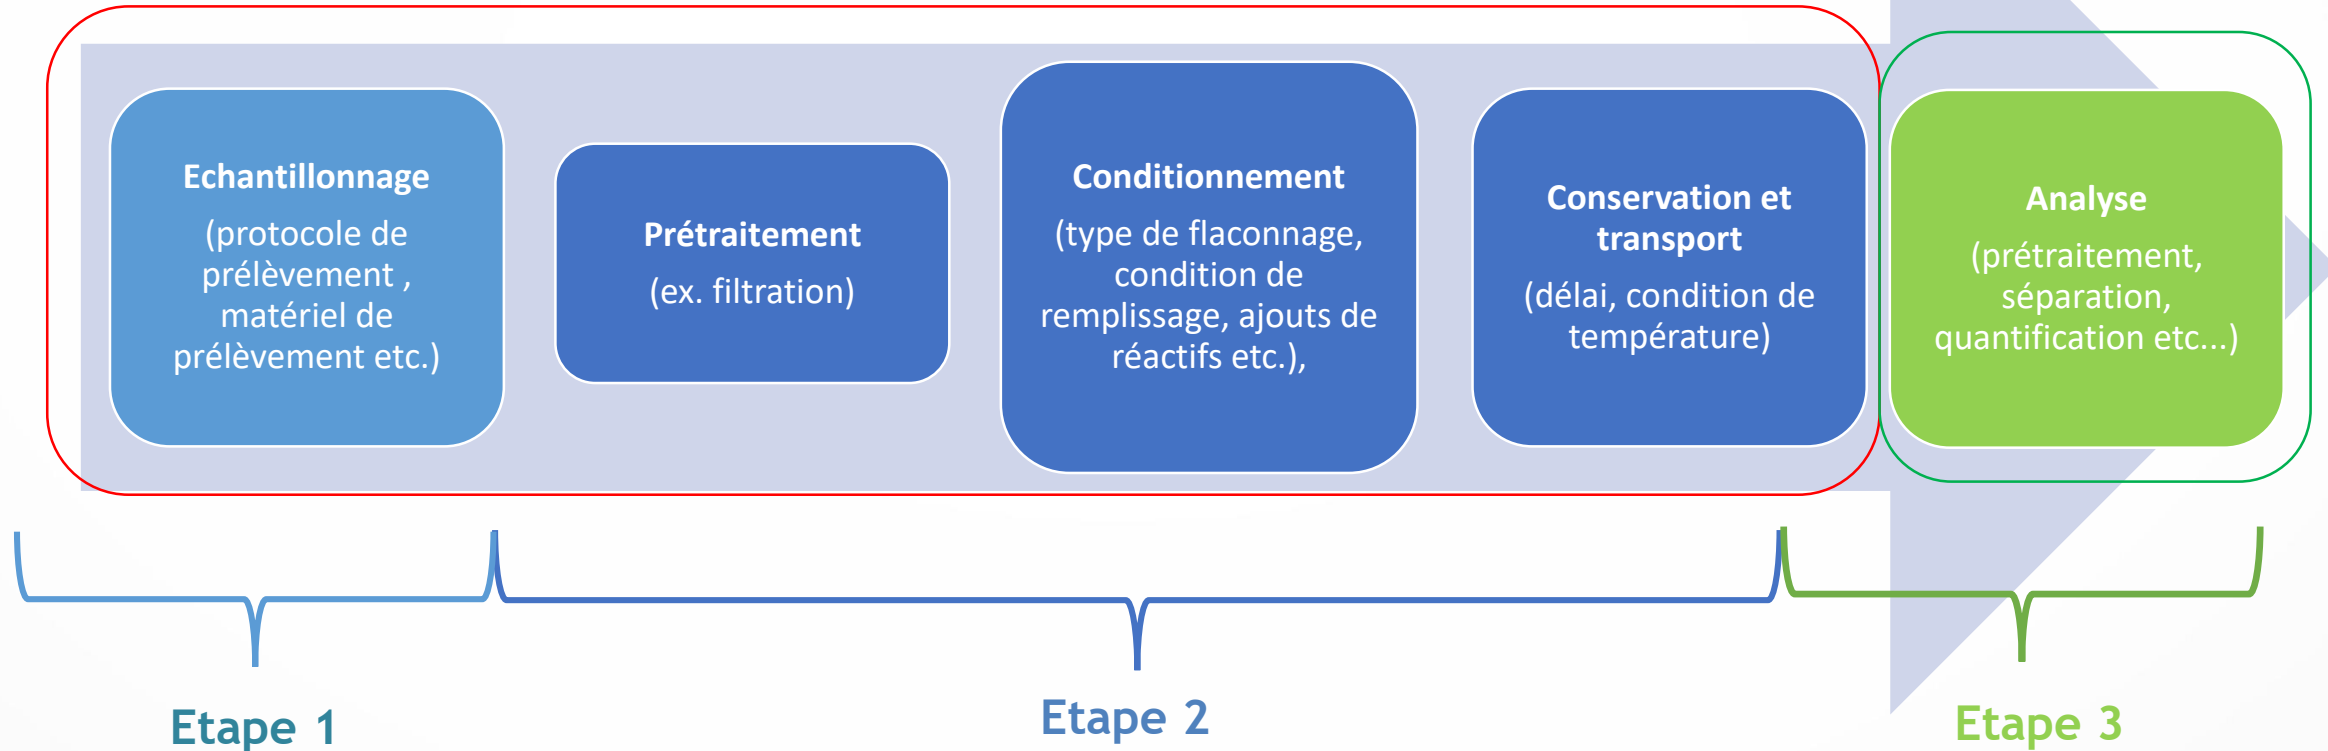 Echantillonnage
(protocole de
prélèvement ,
matériel de
prélèvement etc.)
Prétraitement
(ex. filtration)
Conditionnement
(type de flaconnage,
condition de
remplissage, ajouts de
réactifs etc.),
Conservation et
transport
(délai, condition de
température)
Analyse
(prétraitement,
séparation,
quantification etc...)
Etape 1
Etape 2
Etape 3